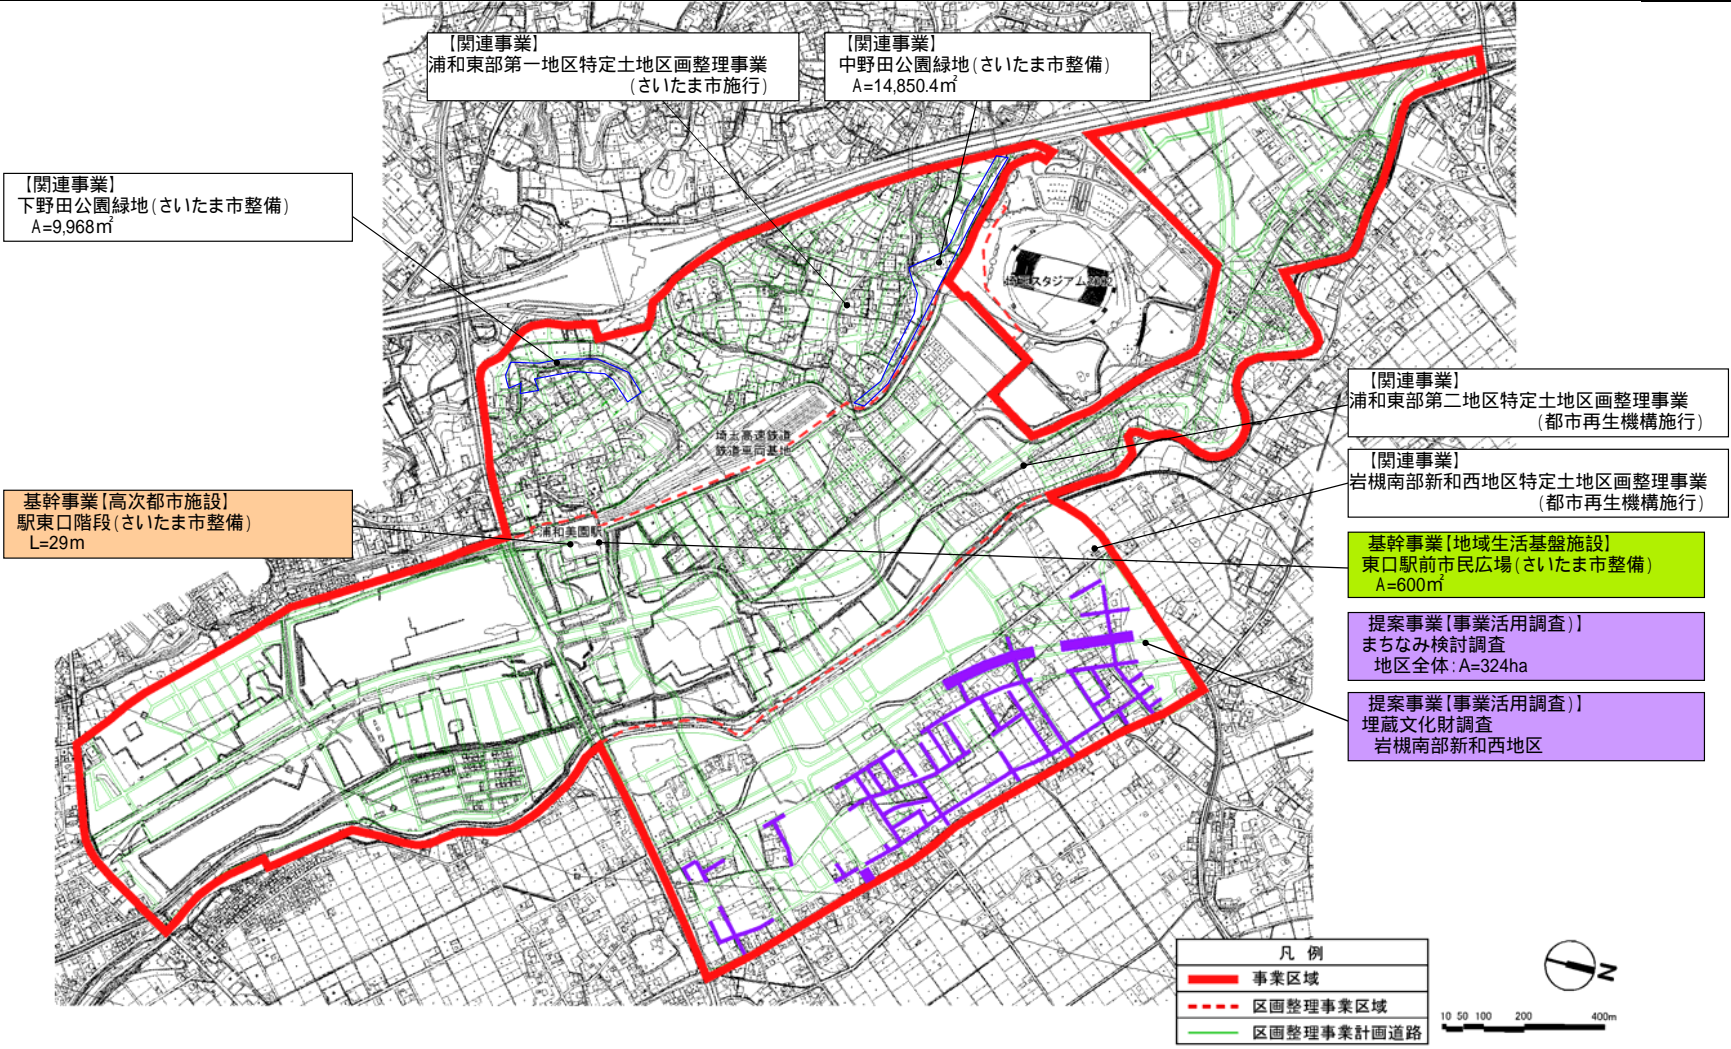 【関連事業】
浦和東部第一地区特定土地区画整理事業
(さいたま市施行)
【関連事業】
中野田公園緑地(さいたま市整備)
A=14,850.4㎡
【関連事業】
下野田公園緑地(さいたま市整備)
A=9,968㎡
埼玉スタジアム2002
【関連事業】
浦和東部第二地区特定土地区画整理事業
(都市再生機構施行)
埼玉高速鉄道
鉄道車両基地
【関連事業】
岩槻南部新和西地区特定土地区画整理事業
(都市再生機構施行)
基幹事業【高次都市施設】
駅東口階段(さいたま市整備)
L=29m
浦和美園駅
基幹事業【地域生活基盤施設】
東口駅前市民広場(さいたま市整備)
A=600㎡
提案事業【事業活用調査)】
まちなみ検討調査
地区全体:A=324ha
提案事業【事業活用調査)】
埋蔵文化財調査
岩槻南部新和西地区
凡 例
事業区域
区画整理事業区域
区画整理事業計画道路
N
10 50 100 200 400m